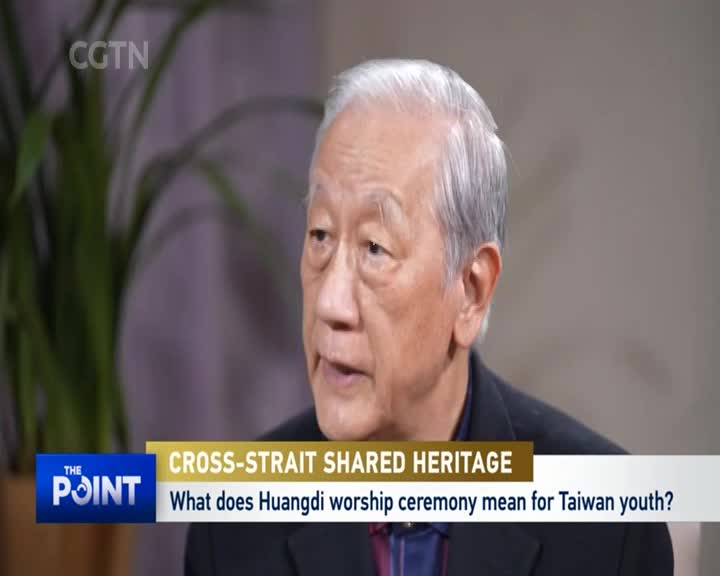 CGTN
CROSS-STRAIT SHARED HERITAGE
THE
POINT
What does Huangdi worship ceremony mean for Taiwan youth?